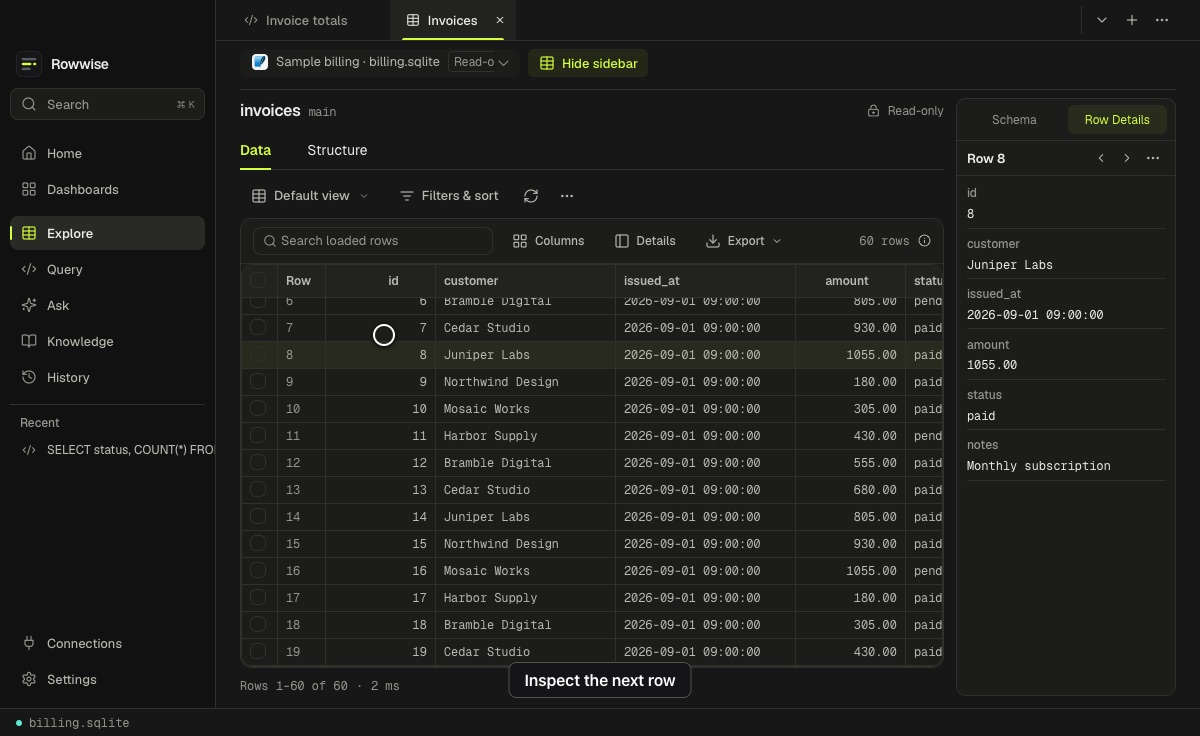 Invoice totals
Invoices
Rowwise
Search
⌘ K
Home
Dashboards
Explore
Query
Ask
Knowledge
History
Recent
SELECT status, COUNT(*) FRO
Connections
Settings
Sample billing · billing.sqlite
Read-o
Hide sidebar
invoices main
Read-only
Data
Structure
Default view
Filters & sort
Search loaded rows
Columns
Details
Export
60 rows
Row id customer issued_at amount statu
6 6 Bramble Digital 2026-09-01 09:00:00 805.00 pend
7 7 Cedar Studio 2026-09-01 09:00:00 930.00 paid
8 8 Juniper Labs 2026-09-01 09:00:00 1055.00 paid
9 9 Northwind Design 2026-09-01 09:00:00 180.00 paid
10 10 Mosaic Works 2026-09-01 09:00:00 305.00 paid
11 11 Harbor Supply 2026-09-01 09:00:00 430.00 pend
12 12 Bramble Digital 2026-09-01 09:00:00 555.00 paid
13 13 Cedar Studio 2026-09-01 09:00:00 680.00 paid
14 14 Juniper Labs 2026-09-01 09:00:00 805.00 paid
15 15 Northwind Design 2026-09-01 09:00:00 930.00 paid
16 16 Mosaic Works 2026-09-01 09:00:00 1055.00 pend
17 17 Harbor Supply 2026-09-01 09:00:00 180.00 paid
18 18 Bramble Digital 2026-09-01 09:00:00 305.00 paid
19 19 Cedar Studio 2026-09-01 09:00:00 430.00 paid
Rows 1–60 of 60 · 2 ms
Inspect the next row
Schema
Row Details
Row 8
id
8
customer
Juniper Labs
issued_at
2026-09-01 09:00:00
amount
1055.00
status
paid
notes
Monthly subscription
billing.sqlite